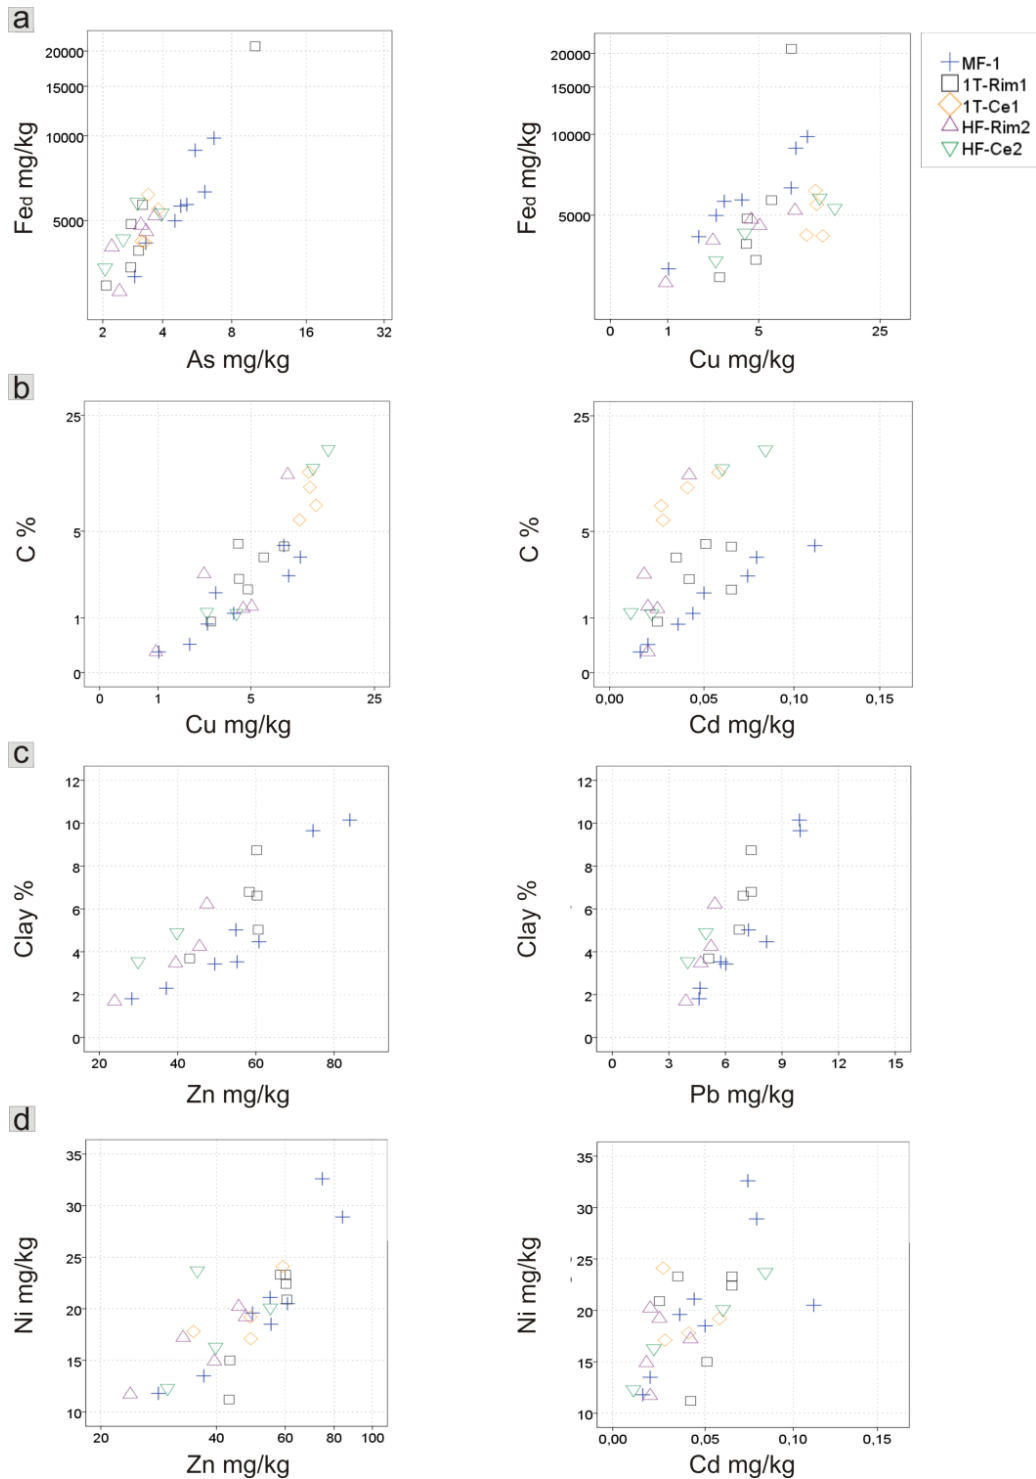 a
20000
15000
10000
5000
Fed mg/kg
2 4 8 16 32
As mg/kg
20000
15000
10000
5000
Fed mg/kg
0 1 5 25
Cu mg/kg
MF-1
1T-Rim1
1T-Ce1
HF-Rim2
HF-Ce2
b
25
5
1
0
C %
0 1 5 25
Cu mg/kg
25
5
1
0
C %
0,00 0,05 0,10 0,15
Cd mg/kg
c
12
10
8
6
4
2
0
Clay %
20 40 60 80
Zn mg/kg
12
10
8
6
4
2
0
Clay %
0 3 6 9 12 15
Pb mg/kg
d
35
30
25
20
15
10
Ni mg/kg
20 40 60 80 100
Zn mg/kg
35
30
25
20
15
10
Ni mg/kg
0,00 0,05 0,10 0,15
Cd mg/kg